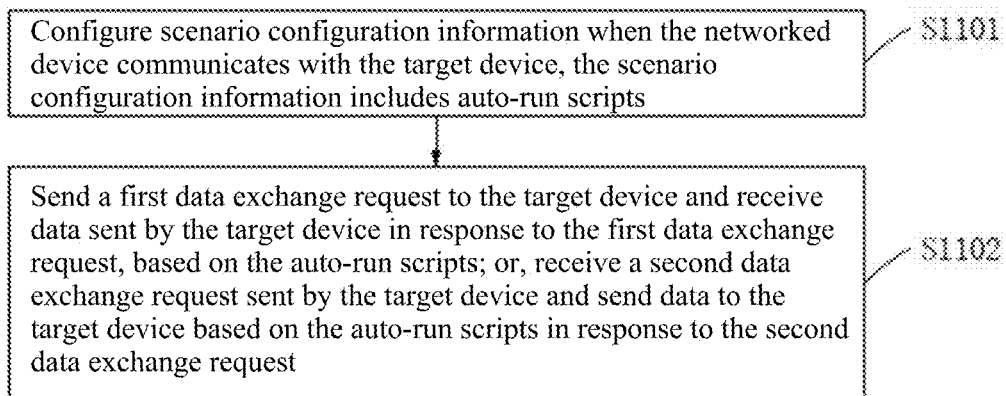 Configure scenario configuration information when the networked
device communicates with the target device, the scenario
configuration information includes auto-run scripts
S1101
Send a first data exchange request to the target device and receive
data sent by the target device in response to the first data exchange
request, based on the auto-run scripts; or, receive a second data
exchange request sent by the target device and send data to the
target device based on the auto-run scripts in response to the second
data exchange request
S1102